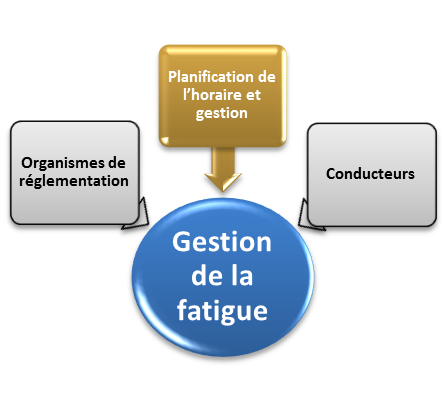 Planification de
l'horaire et
gestion
Organismes de
réglementation
Conducteurs
Gestion
de la
fatigue